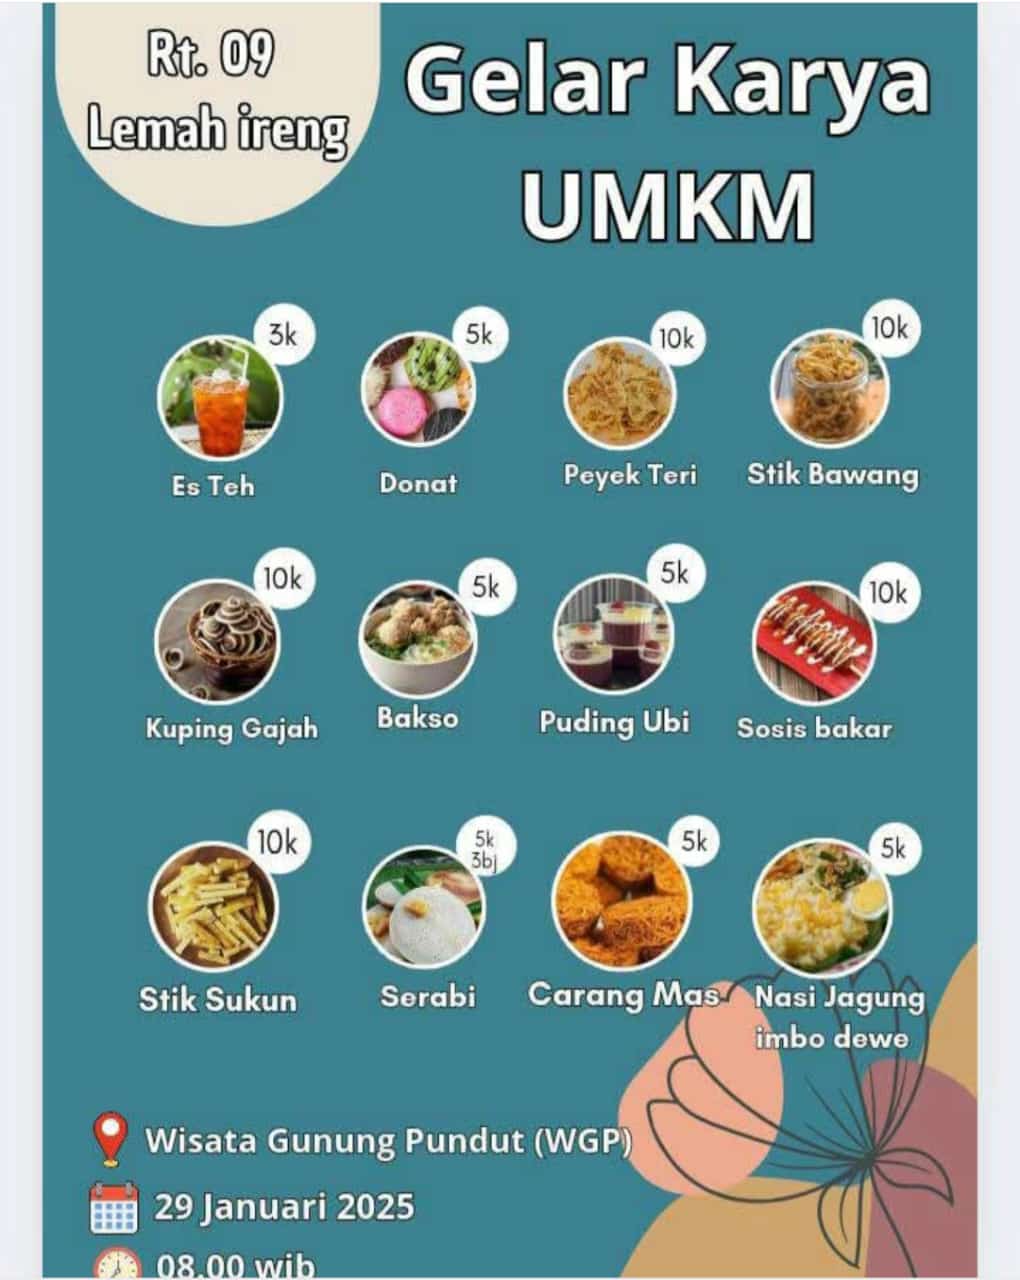 Rt. 09
Lemah ireng
Gelar Karya
UMKM
3k
5k
10k
10k
Es Teh
Donat
Peyek Teri
Stik Bawang
10k
5k
5k
10k
Kuping Gajah
Bakso
Puding Ubi
Sosis bakar
10k
5k
3bj
5k
5k
Stik Sukun
Serabi
Carang Mas
Nasi Jagung
imbo dewe
Wisata Gunung Pundut (WGP)
29 Januari 2025
08.00 wib